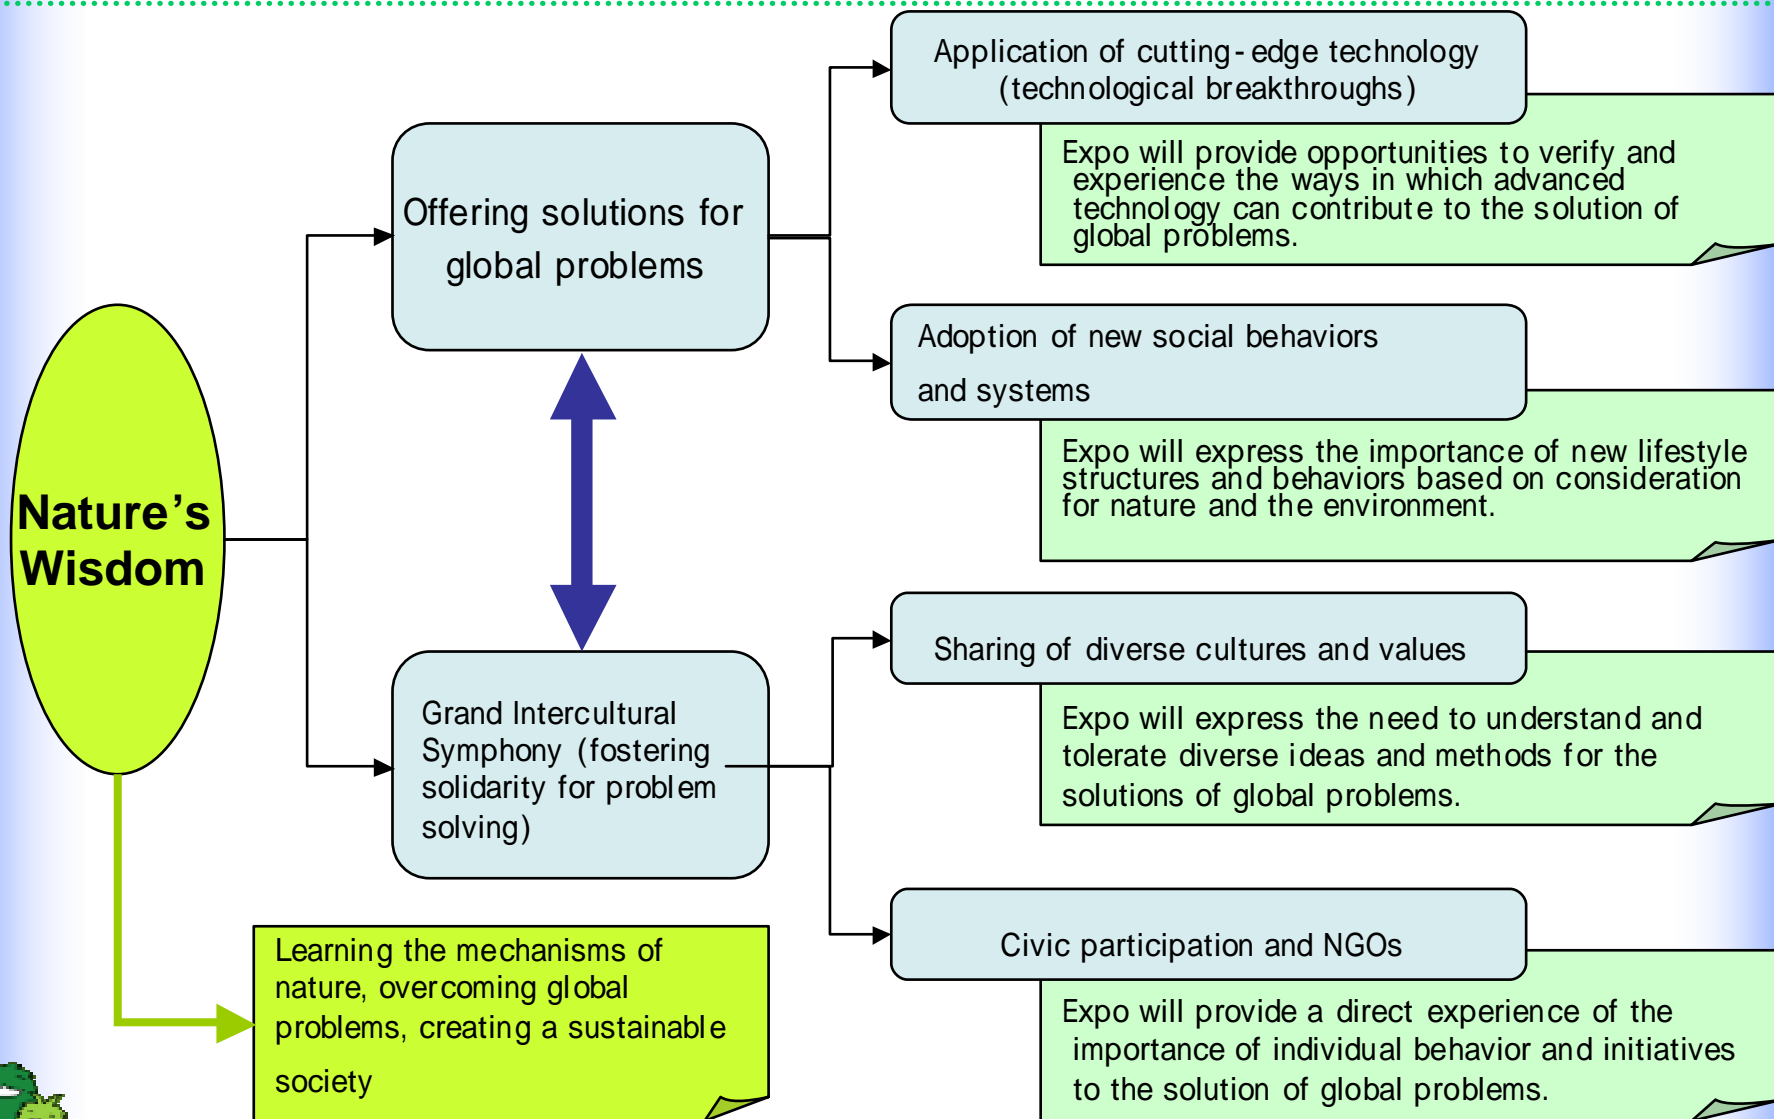 Nature’s
Wisdom
Offering solutions for
global problems
Application of cutting-edge technology
(technological breakthroughs)
Expo will provide opportunities to verify and
experience the ways in which advanced
technology can contribute to the solution of
global problems.
Adoption of new social behaviors
and systems
Expo will express the importance of new lifestyle
structures and behaviors based on consideration
for nature and the environment.
Grand Intercultural
Symphony (fostering
solidarity for problem
solving)
Sharing of diverse cultures and values
Expo will express the need to understand and
tolerate diverse ideas and methods for the
solutions of global problems.
Civic participation and NGOs
Expo will provide a direct experience of the
importance of individual behavior and initiatives
to the solution of global problems.
Learning the mechanisms of
nature, overcoming global
problems, creating a sustainable
society